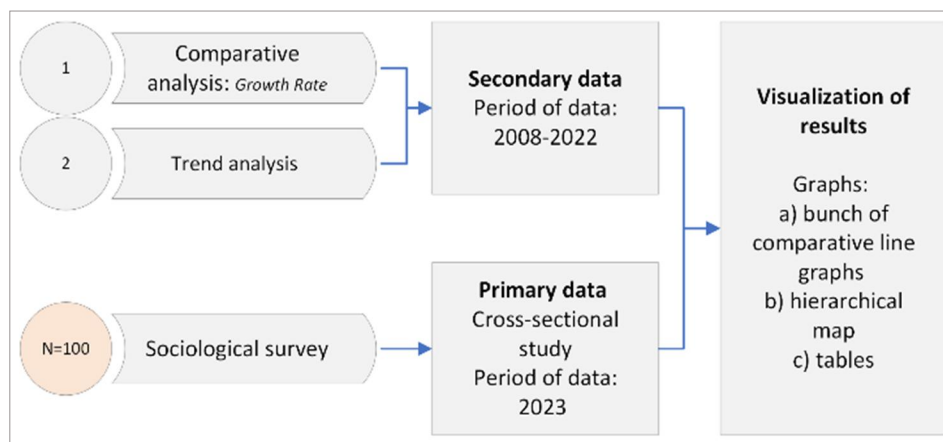 1
Comparative
analysis: Growth Rate
2
Trend analysis
N=100
Sociological survey
Secondary data
Period of data:
2008-2022
Primary data
Cross-sectional
study
Period of data:
2023
Visualization of
results
Graphs:
a) bunch of
comparative line
graphs
b) hierarchical
map
c) tables